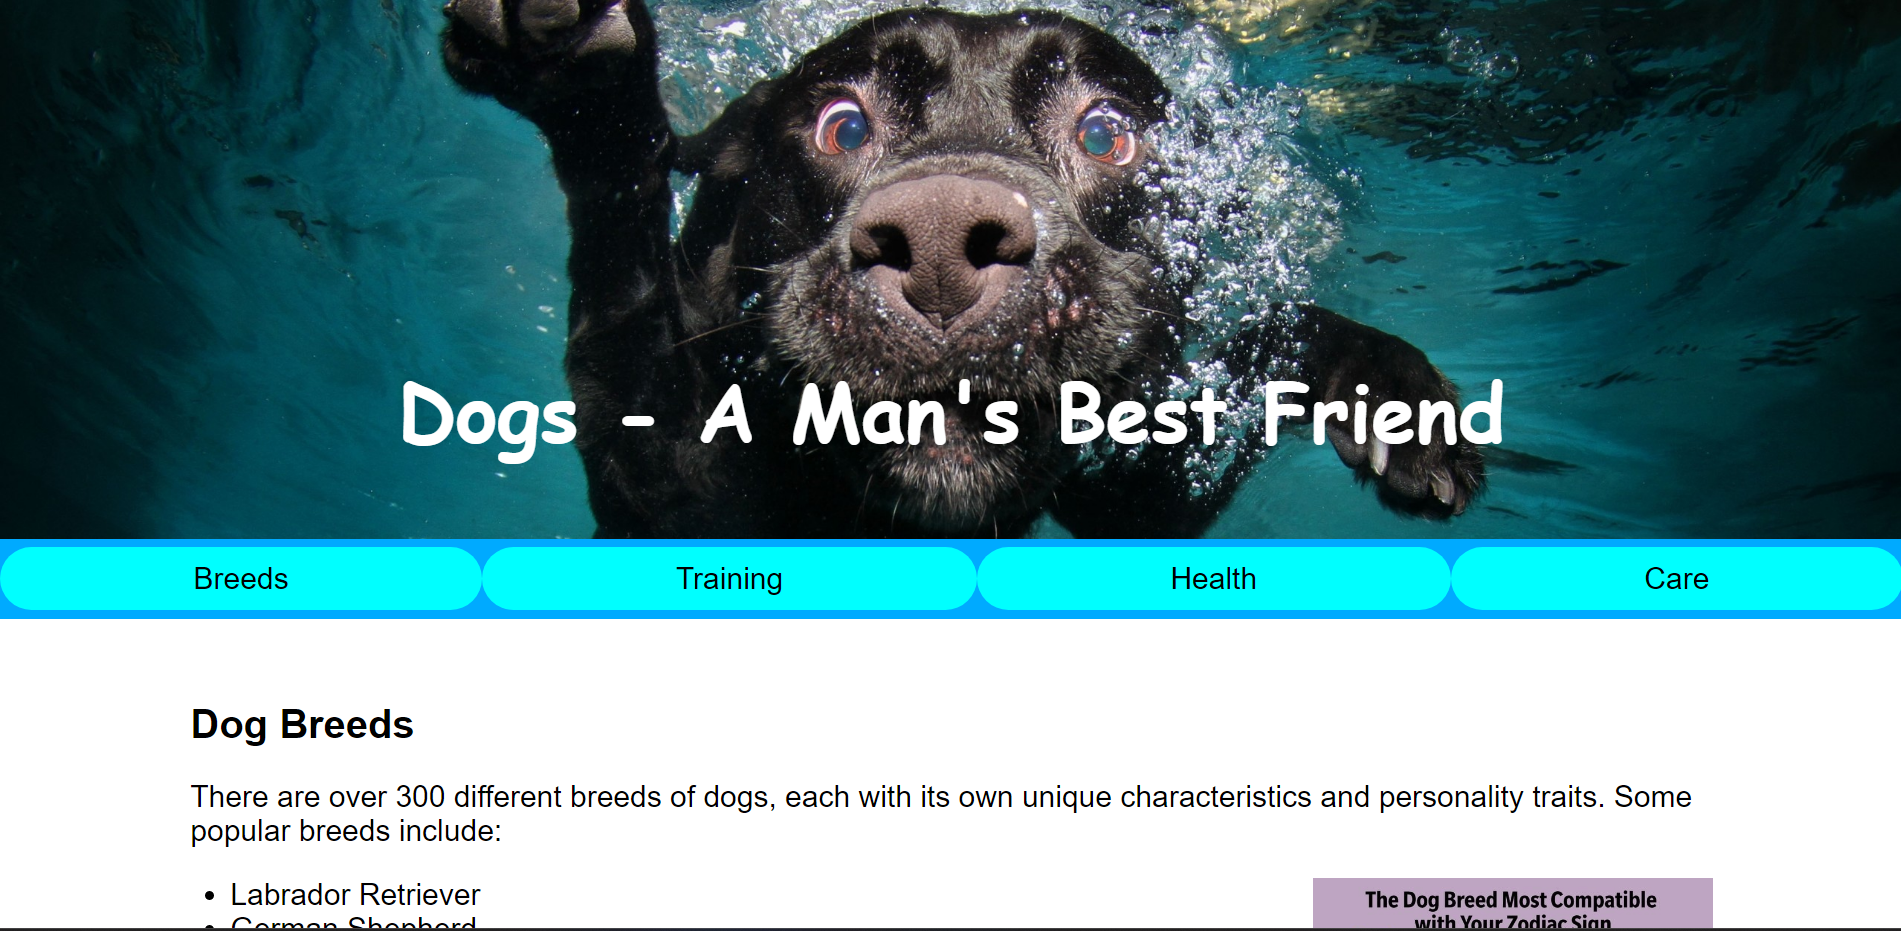 Dogs - A Man's Best Friend
Breeds Training Health Care
Dog Breeds
There are over 300 different breeds of dogs, each with its own unique characteristics and personality traits. Some
popular breeds include:
• Labrador Retriever
• German Shepherd
The Dog Breed Most Compatible
with Your Zodiac Sign